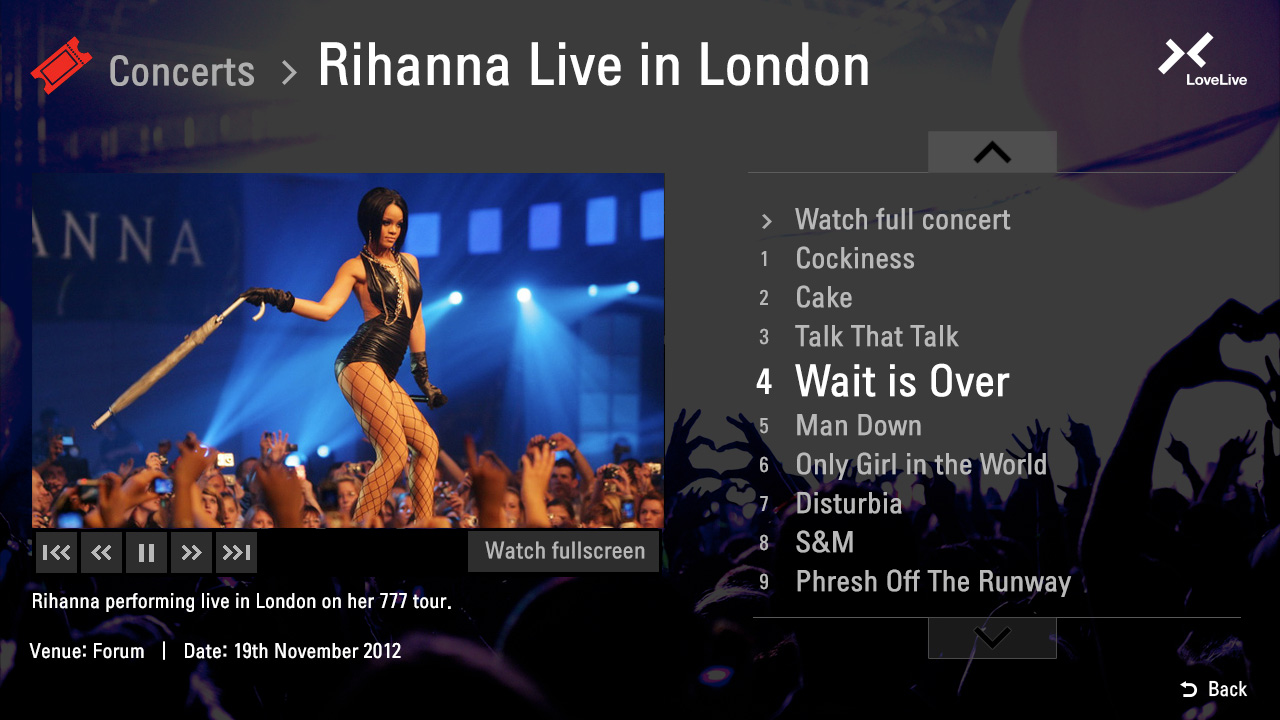 Concerts > Rihanna Live in London
LoveLive
ANNA
> Watch full concert
1 Cockiness
2 Cake
3 Talk That Talk
4 Wait is Over
5 Man Down
6 Only Girl in the World
7 Disturbia
8 S&M
9 Phresh Off The Runway
Watch fullscreen
Rihanna performing live in London on her 777 tour.
Venue: Forum | Date: 19th November 2012
Back